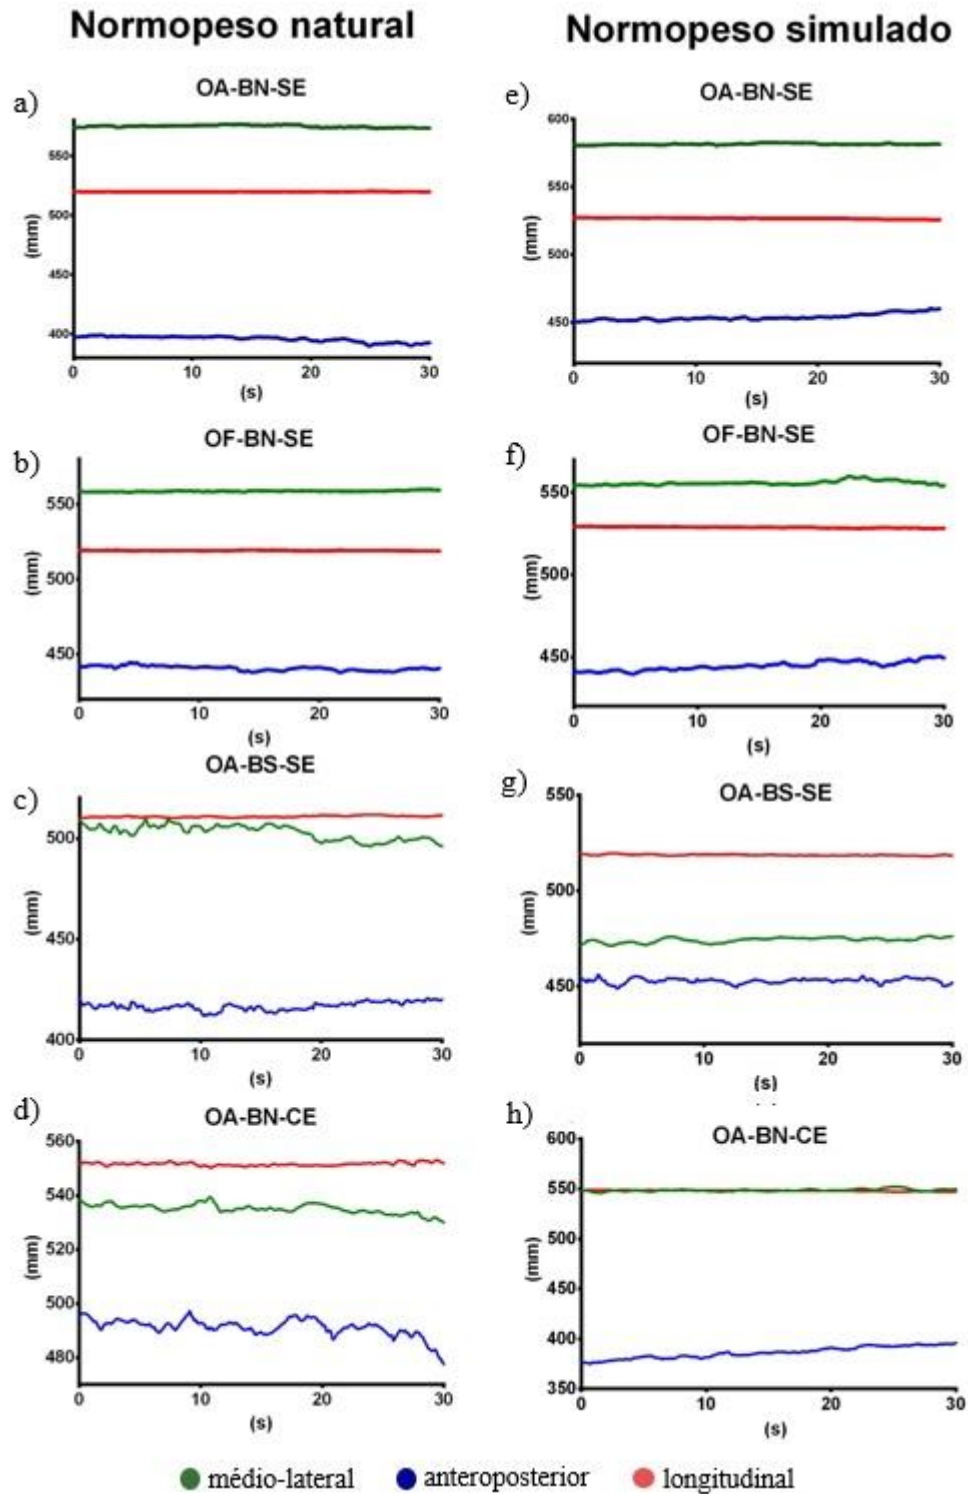 Normopeso natural
Normopeso simulado
a)
OA-BN-SE
550
500
450
400
(mm)
0 10 20 30
(s)
e)
OA-BN-SE
600
550
500
450
(mm)
0 10 20 30
(s)
b)
OF-BN-SE
550
500
450
(mm)
0 10 20 30
(s)
f)
OF-BN-SE
550
500
450
(mm)
0 10 20 30
(s)
c)
OA-BS-SE
500
450
400
(mm)
0 10 20 30
(s)
g)
OA-BS-SE
550
500
450
(mm)
0 10 20 30
(s)
d)
OA-BN-CE
560
540
520
500
480
(mm)
0 10 20 30
(s)
h)
OA-BN-CE
600
550
500
450
400
350
(mm)
0 10 20 30
(s)
médio-lateral anteroposterior longitudinal